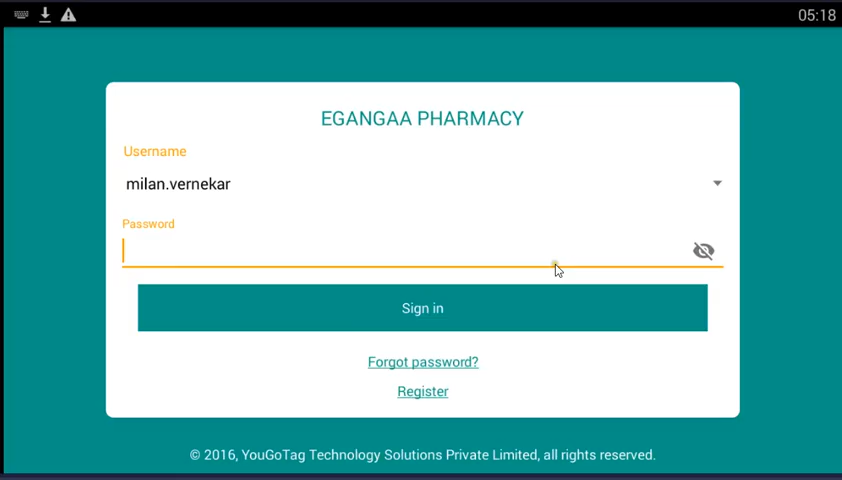 05:18
EGANGAA PHARMACY
Username
milan.vernekar
Password
Sign in
Forgot password?
Register
© 2016, YouGoTag Technology Solutions Private Limited, all rights reserved.